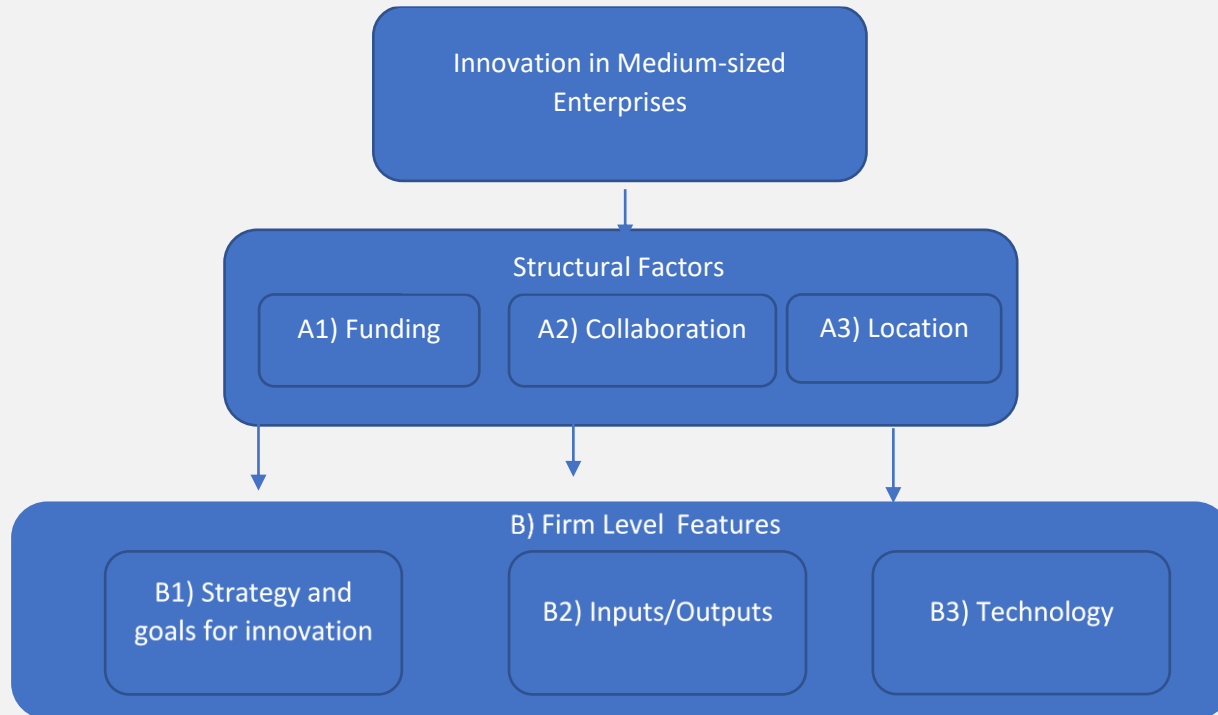 Innovation in Medium-sized
Enterprises
Structural Factors
A1) Funding
A2) Collaboration
A3) Location
B) Firm Level  Features
B1) Strategy and
goals for innovation
B2) Inputs/Outputs
B3) Technology